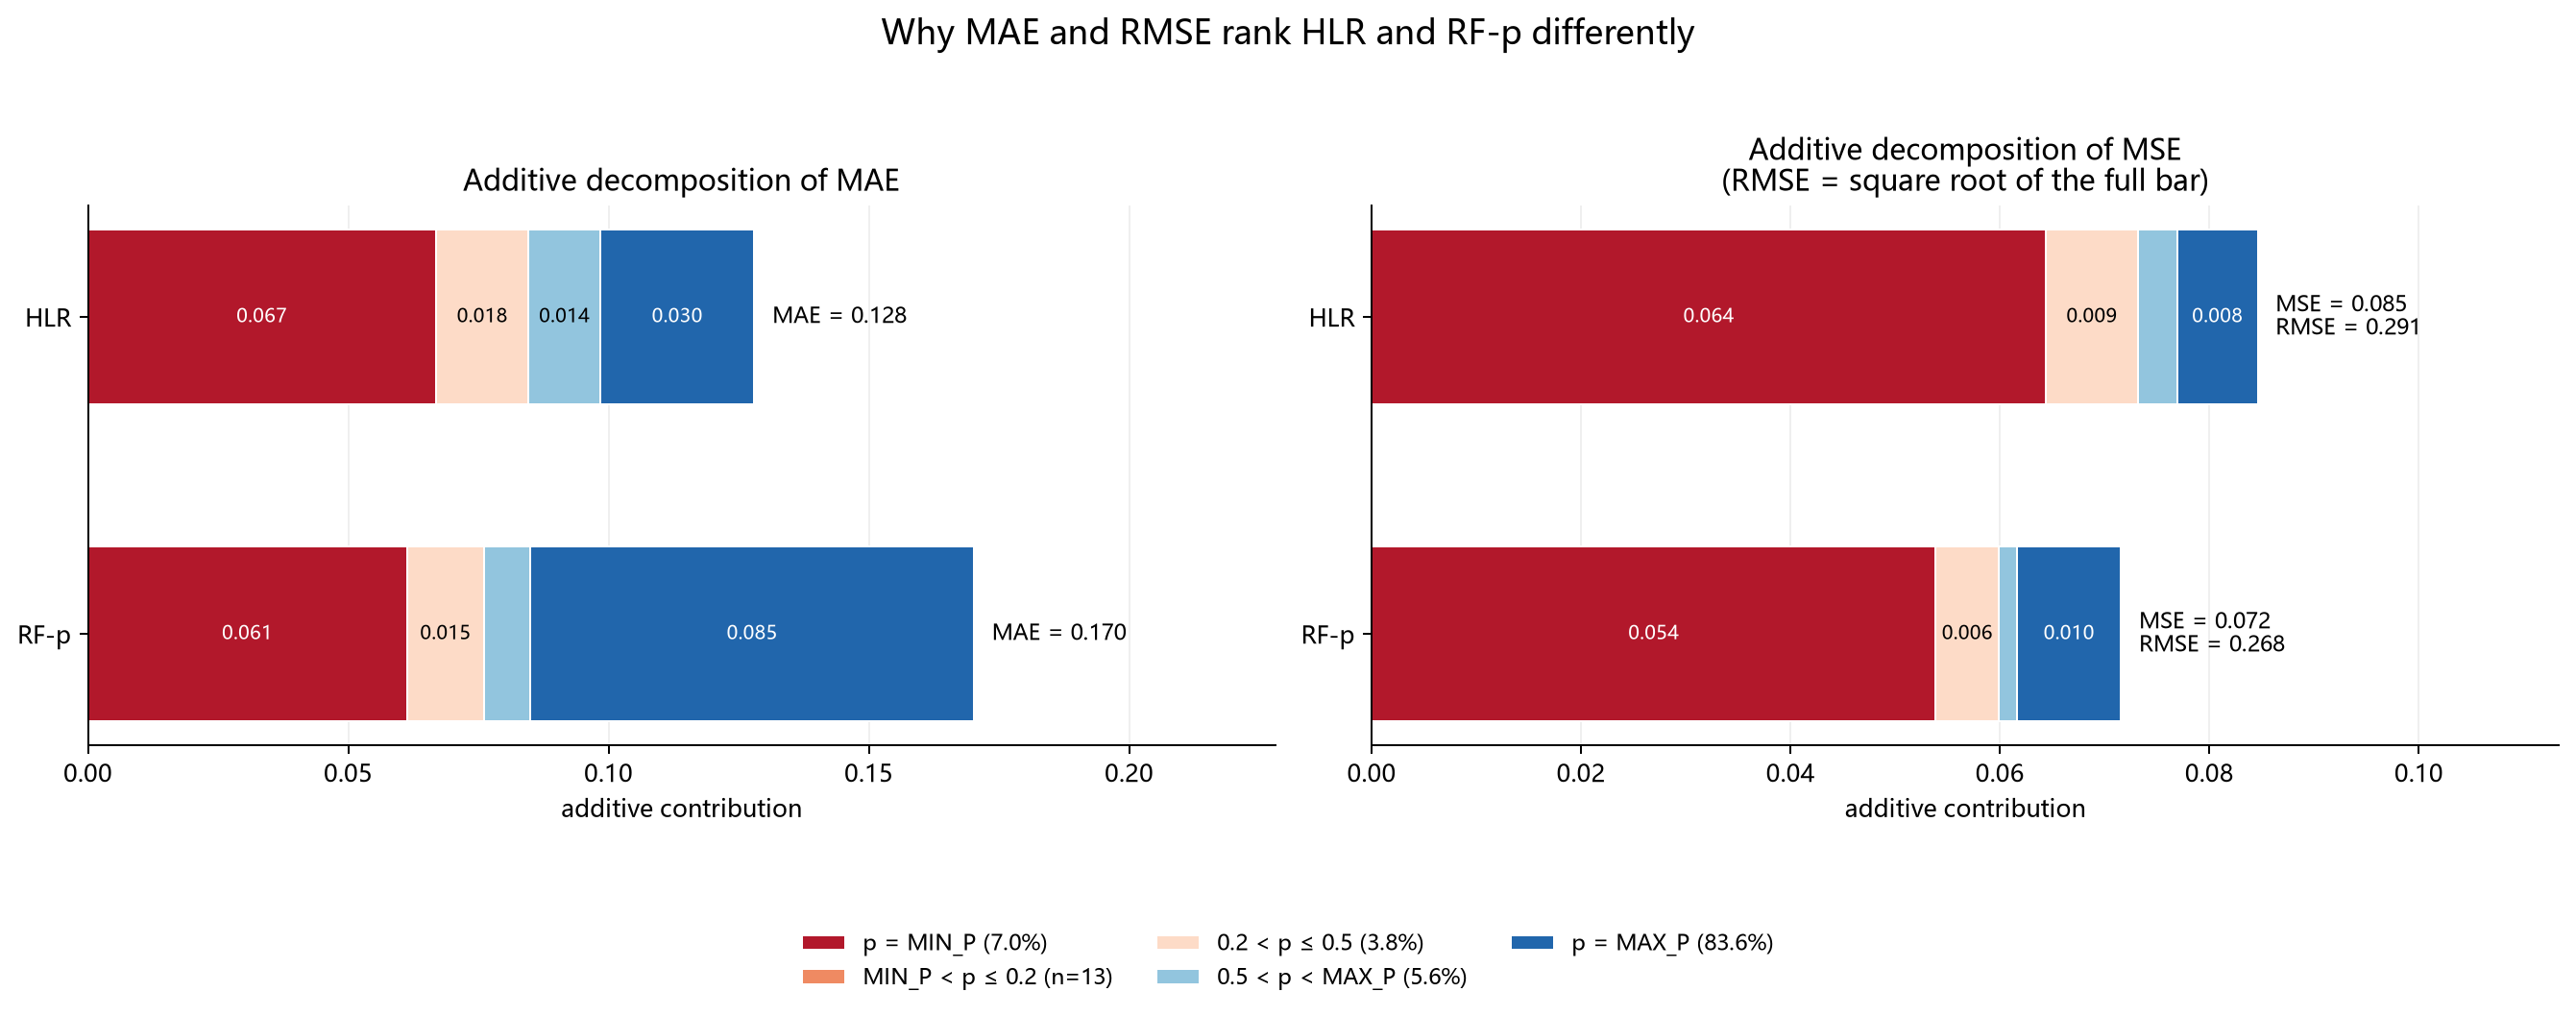 Why MAE and RMSE rank HLR and RF-p differently
Additive decomposition of MAE
HLR
0.067
0.018
0.014
0.030
MAE = 0.128
RF-p
0.061
0.015
0.085
MAE = 0.170
0.00
0.05
0.10
0.15
0.20
additive contribution
Additive decomposition of MSE
(RMSE = square root of the full bar)
HLR
0.064
0.009
0.008
MSE = 0.085
RMSE = 0.291
RF-p
0.054
0.006
0.010
MSE = 0.072
RMSE = 0.268
0.00
0.02
0.04
0.06
0.08
0.10
additive contribution
p = MIN_P (7.0%)
MIN_P < p ≤ 0.2 (n=13)
0.2 < p ≤ 0.5 (3.8%)
0.5 < p < MAX_P (5.6%)
p = MAX_P (83.6%)